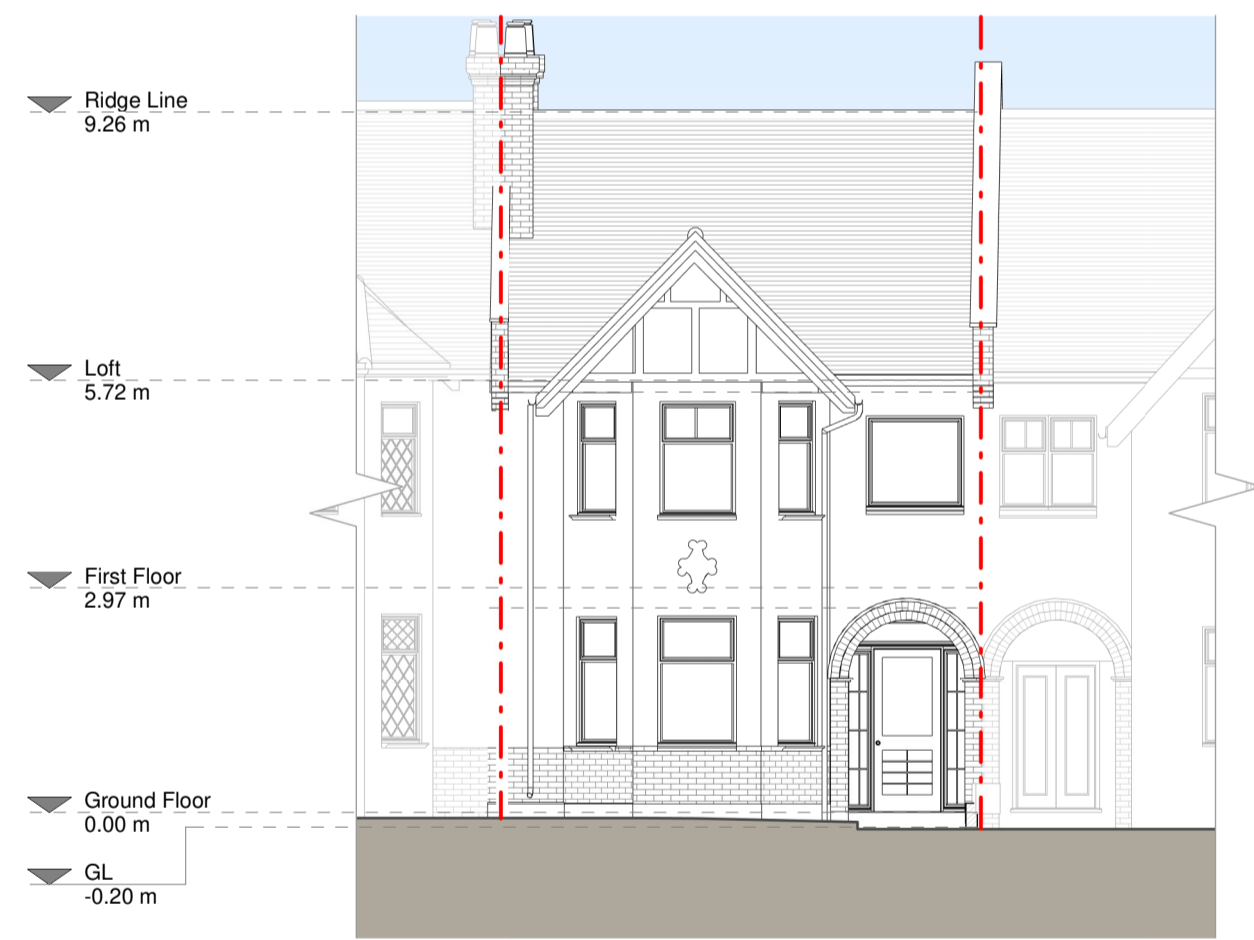 Ridge Line
9.26 m
Loft
5.72 m
First Floor
2.97 m
Ground Floor
0.00 m
GL
-0.20 m